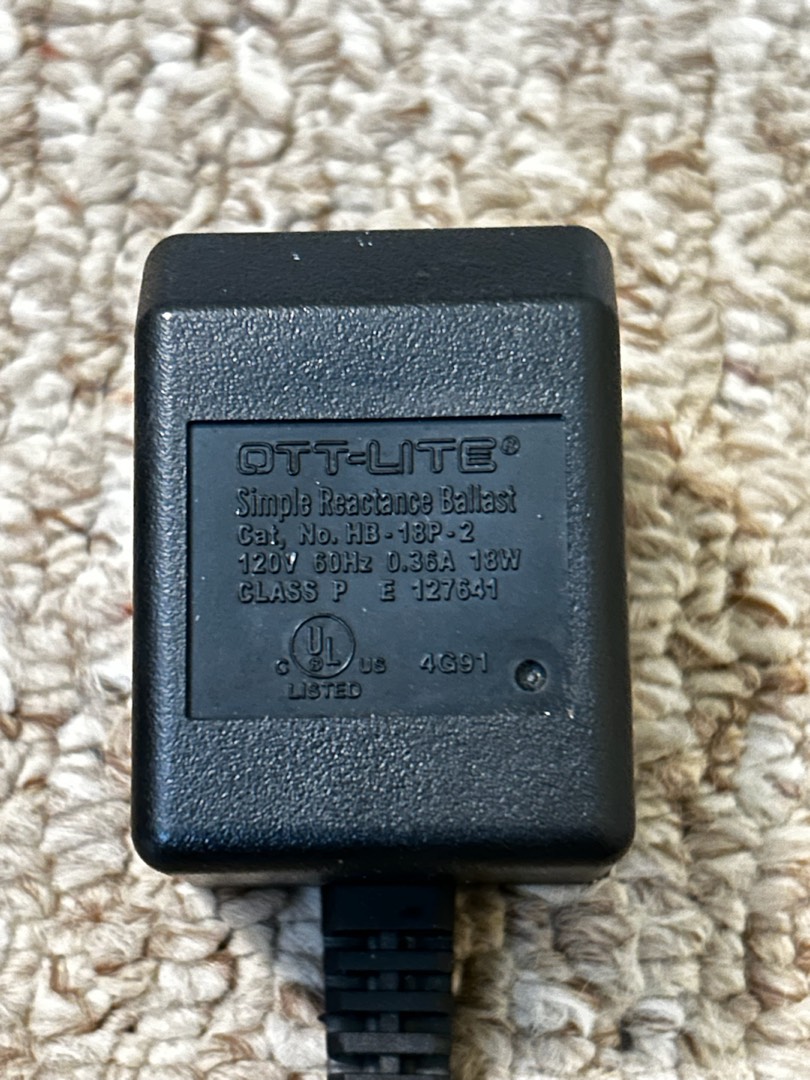 OTT-LITE®
Simple Reactance Ballast
Cat, No. HB-18P-2
120V 60Hz 0.36A 18W
CLASS P E 127641
C UL ® US 4G91
LISTED